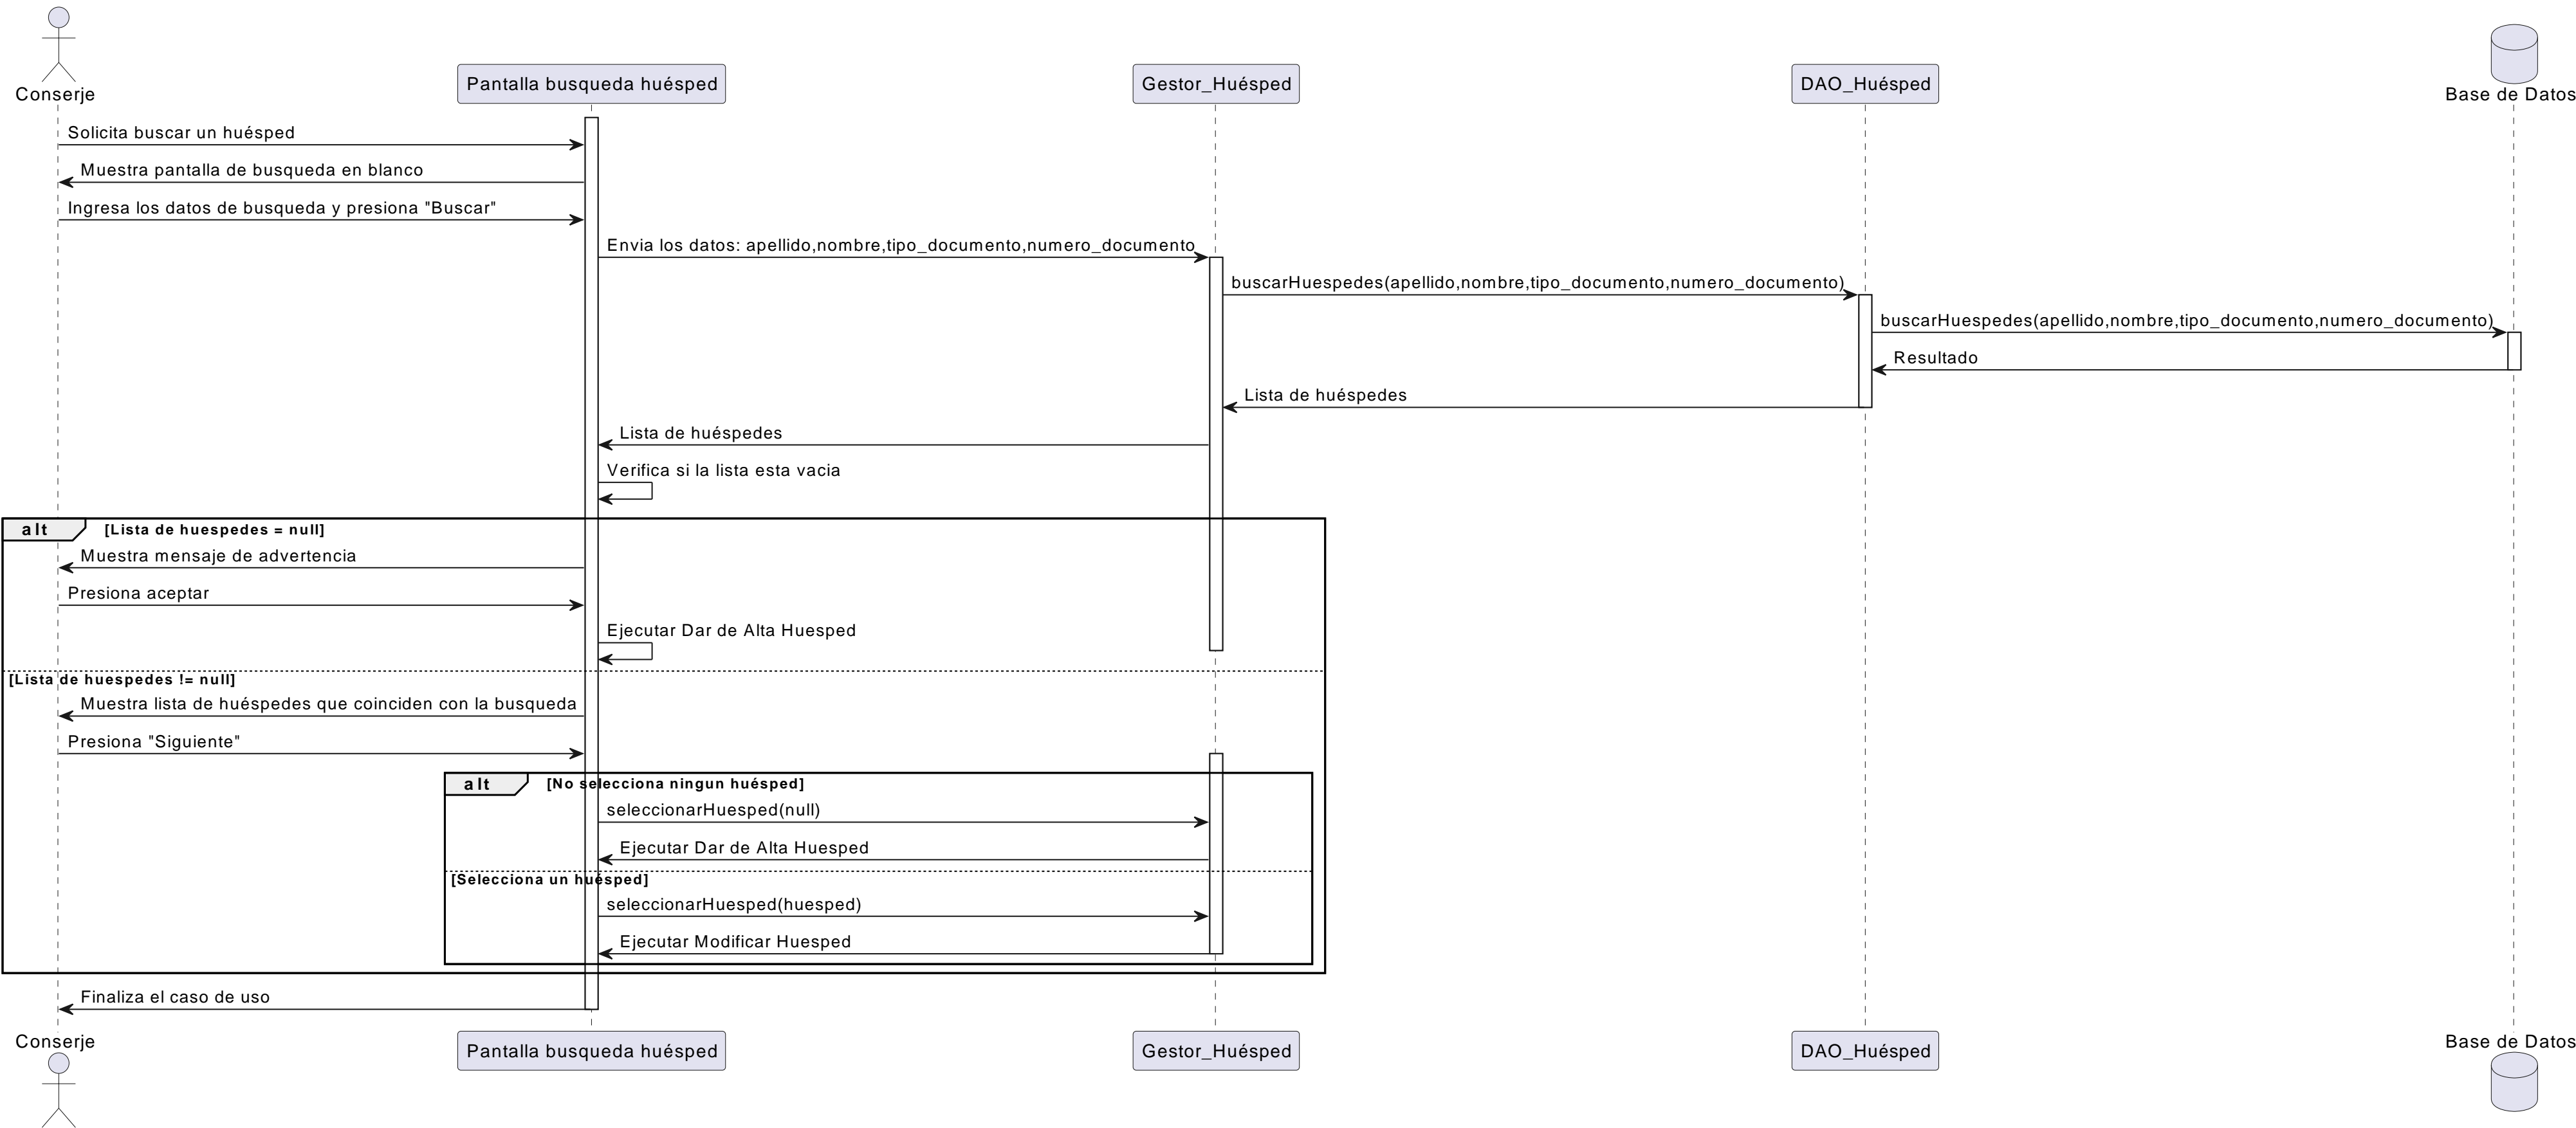 Conserje
Pantalla busqueda huésped
Gestor_Huésped
DAO_Huésped
Base de Datos
Solicita buscar un huésped
Muestra pantalla de busqueda en blanco
Ingresa los datos de busqueda y presiona "Buscar"
Envia los datos: apellido,nombre,tipo_documento,numero_documento
buscarHuespedes(apellido,nombre,tipo_documento,numero_documento)
buscarHuespedes(apellido,nombre,tipo_documento,numero_documento)
Resultado
Lista de huéspedes
Lista de huéspedes
Verifica si la lista esta vacia
alt [Lista de huespedes = null]
Muestra mensaje de advertencia
Presiona aceptar
Ejecutar Dar de Alta Huesped
[Lista de huespedes != null]
Muestra lista de huéspedes que coinciden con la busqueda
Presiona "Siguiente"
alt [No selecciona ningun huésped]
seleccionarHuesped(null)
Ejecutar Dar de Alta Huesped
[Selecciona un huésped]
seleccionarHuesped(huesped)
Ejecutar Modificar Huesped
Finaliza el caso de uso
Conserje
Pantalla busqueda huésped
Gestor_Huésped
DAO_Huésped
Base de Datos